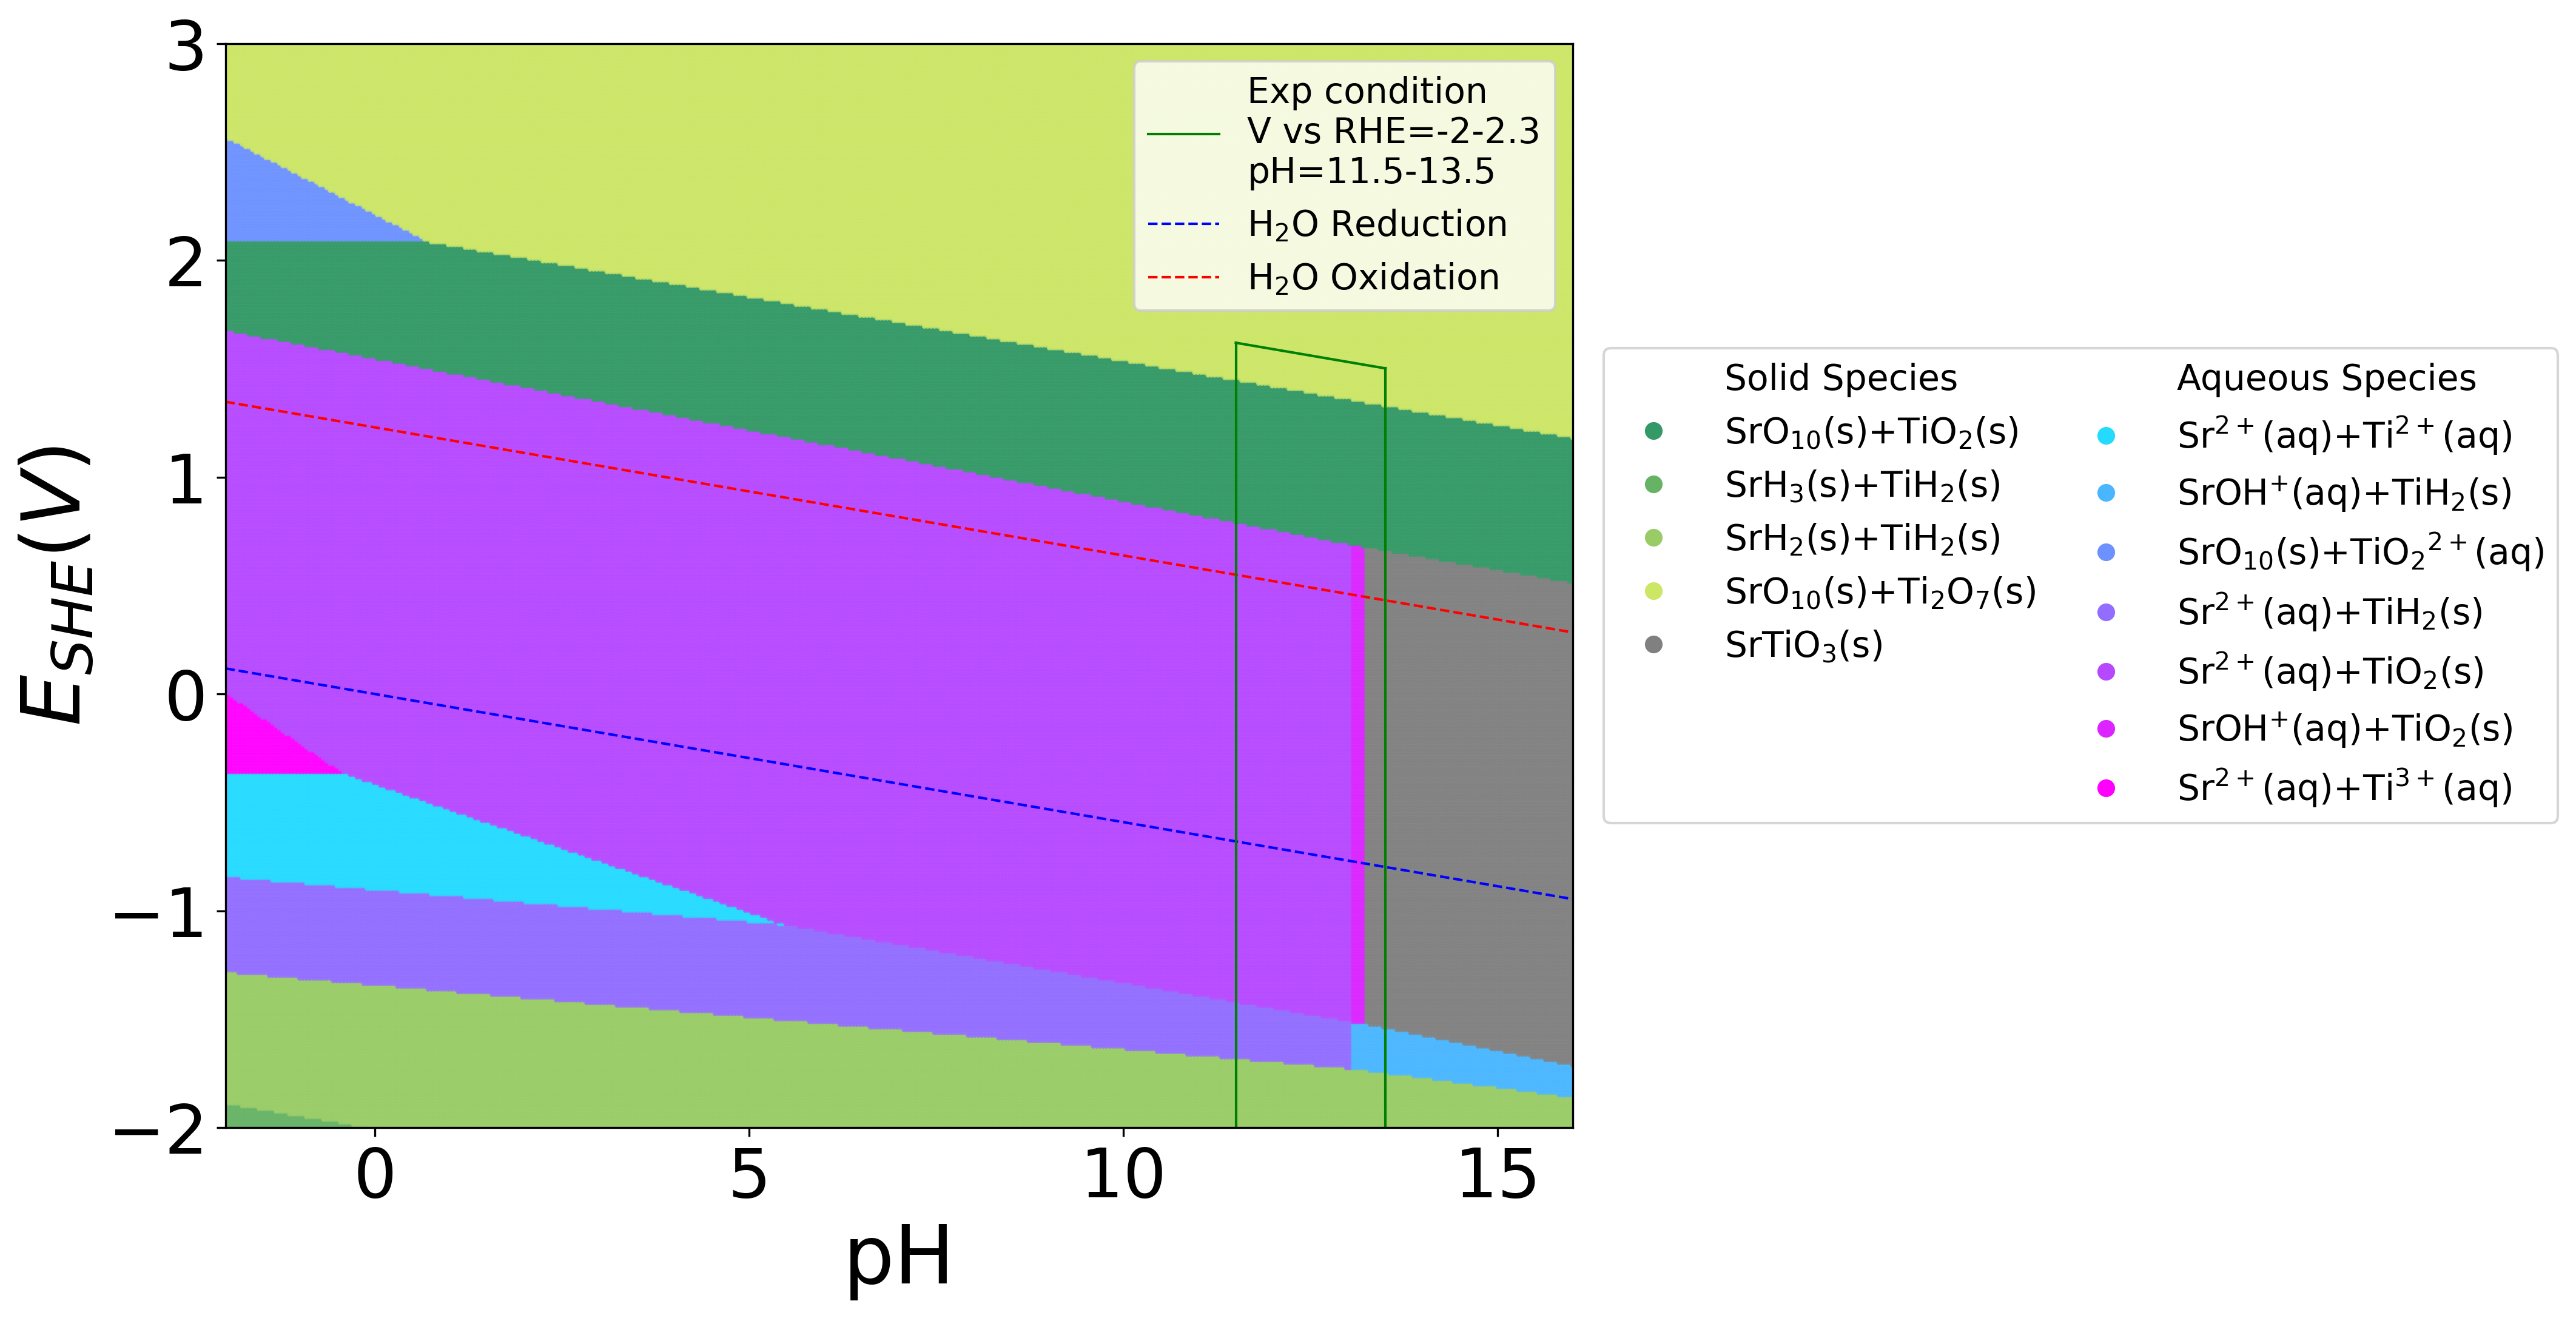 3
2
1
0
−1
−2
E_SHE(V)
0
5
10
15
pH
Exp condition
V vs RHE=-2-2.3
pH=11.5-13.5
H₂O Reduction
H₂O Oxidation
Solid Species
SrO₁₀(s)+TiO₂(s)
SrH₃(s)+TiH₂(s)
SrH₂(s)+TiH₂(s)
SrO₁₀(s)+Ti₂O₇(s)
SrTiO₃(s)
Aqueous Species
Sr²⁺(aq)+Ti²⁺(aq)
SrOH⁺(aq)+TiH₂(s)
SrO₁₀(s)+TiO₂²⁺(aq)
Sr²⁺(aq)+TiH₂(s)
Sr²⁺(aq)+TiO₂(s)
SrOH⁺(aq)+TiO₂(s)
Sr²⁺(aq)+Ti³⁺(aq)